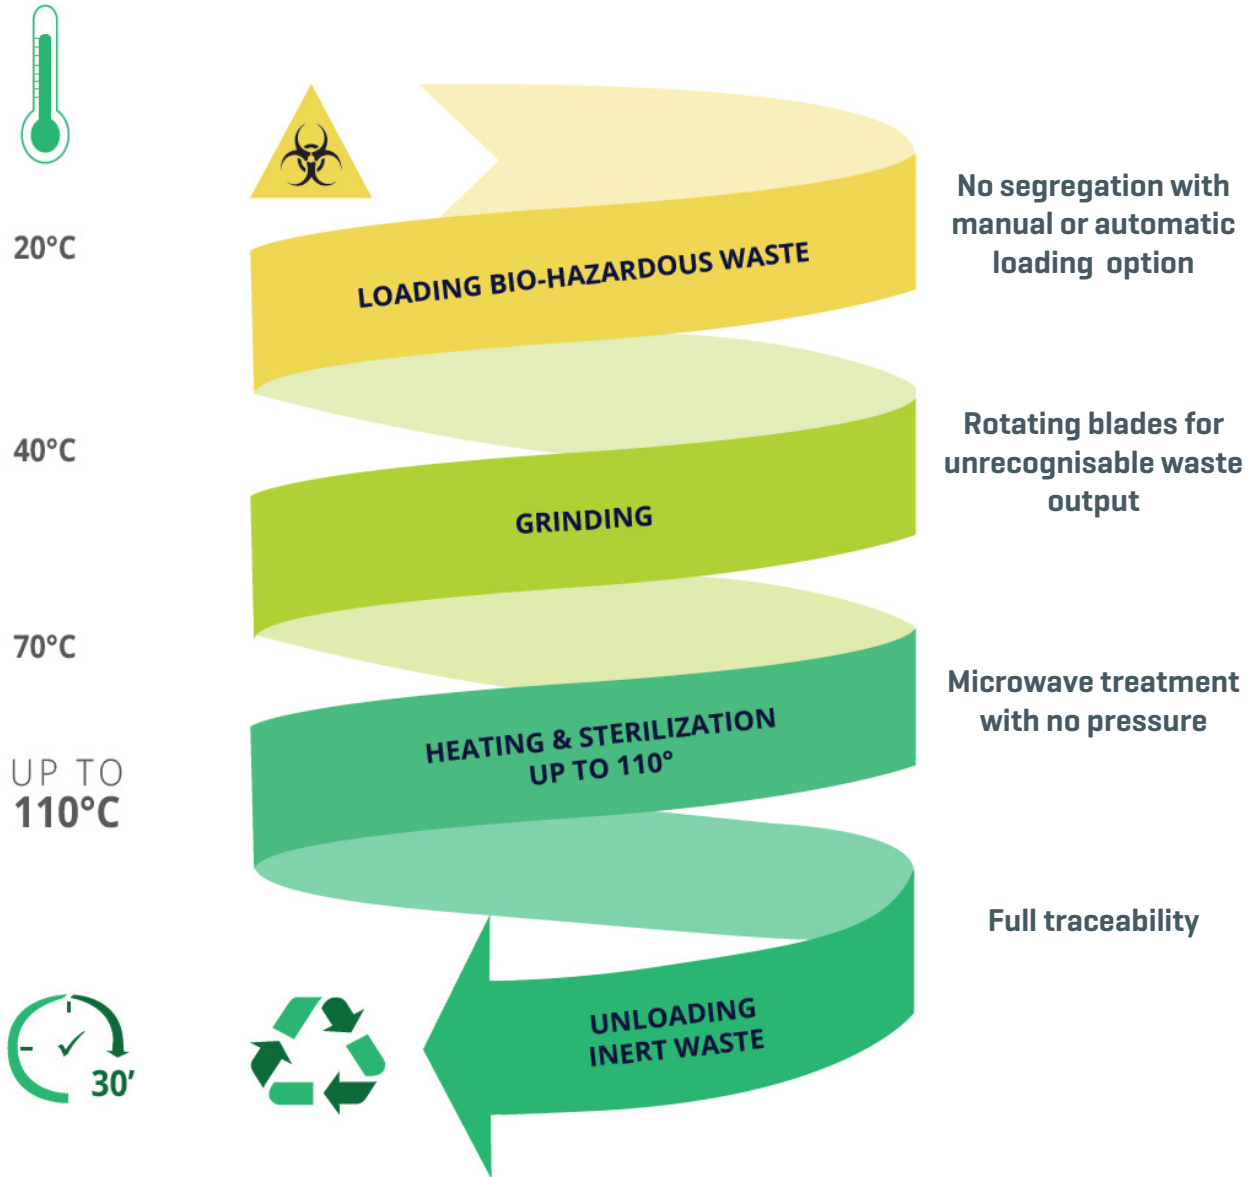 20°C
LOADING BIO-HAZARDOUS WASTE
No segregation with
manual or automatic
loading option
40°C
GRINDING
Rotating blades for
unrecognisable waste
output
70°C
HEATING & STERILIZATION
UP TO 110°
Microwave treatment
with no pressure
UP TO
110°C
Full traceability
UNLOADING
INERT WASTE
30'